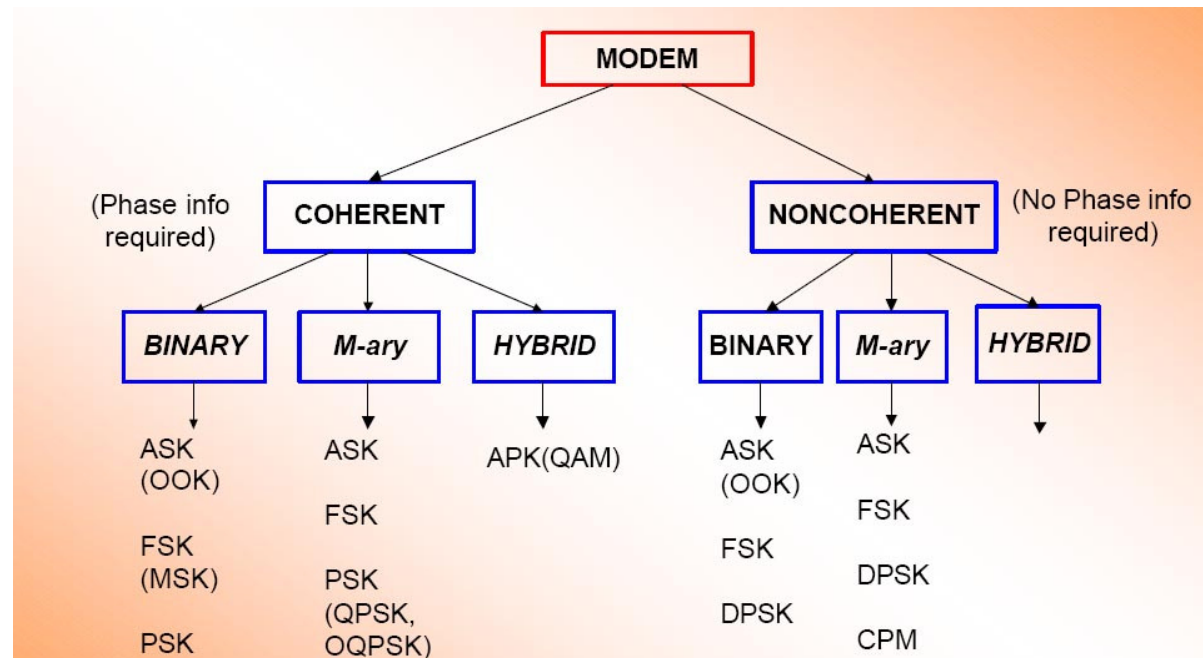 MODEM
(Phase info
required)
COHERENT
NONCOHERENT
(No Phase info
required)
BINARY
M-ary
HYBRID
BINARY
M-ary
HYBRID
ASK
(OOK)
FSK
(MSK)
PSK
ASK
FSK
PSK
(QPSK,
OQPSK)
APK(QAM)
ASK
(OOK)
FSK
DPSK
ASK
FSK
DPSK
CPM